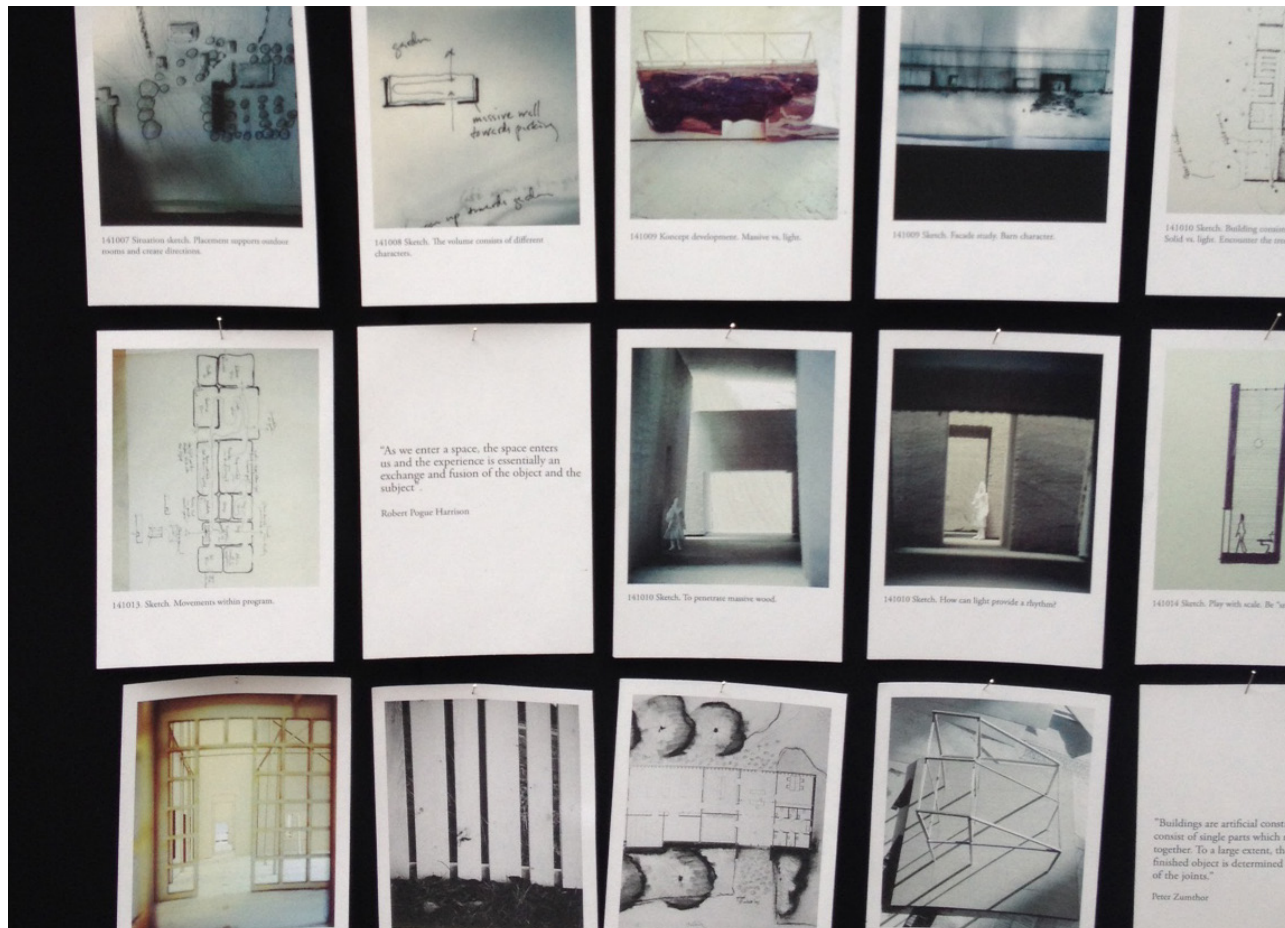 garden
massive wall
towards parking
141007 Situation sketch. Placement supports outdoor
rooms and create directions.
141008 Sketch. The volume consists of different
characters.
141009 Koncept development. Massive vs. light.
141009 Sketch. Facade study. Barn character.
141010 Sketch. Building
Solid vs. light. Encounter the
141013. Sketch. Movements within program.
"As we enter a space, the space enters
us and the experience is essentially an
exchange and fusion of the object and the
subject".
Robert Pogue Harrison
141010 Sketch. To penetrate massive wood.
141010 Sketch. How can light provide a rhythm?
141014 Sketch. Play with scale. Be
"Buildings are artificial
consist of single parts which
together. To a large extent,
finished object is determined
of the joints."
Peter Zumthor